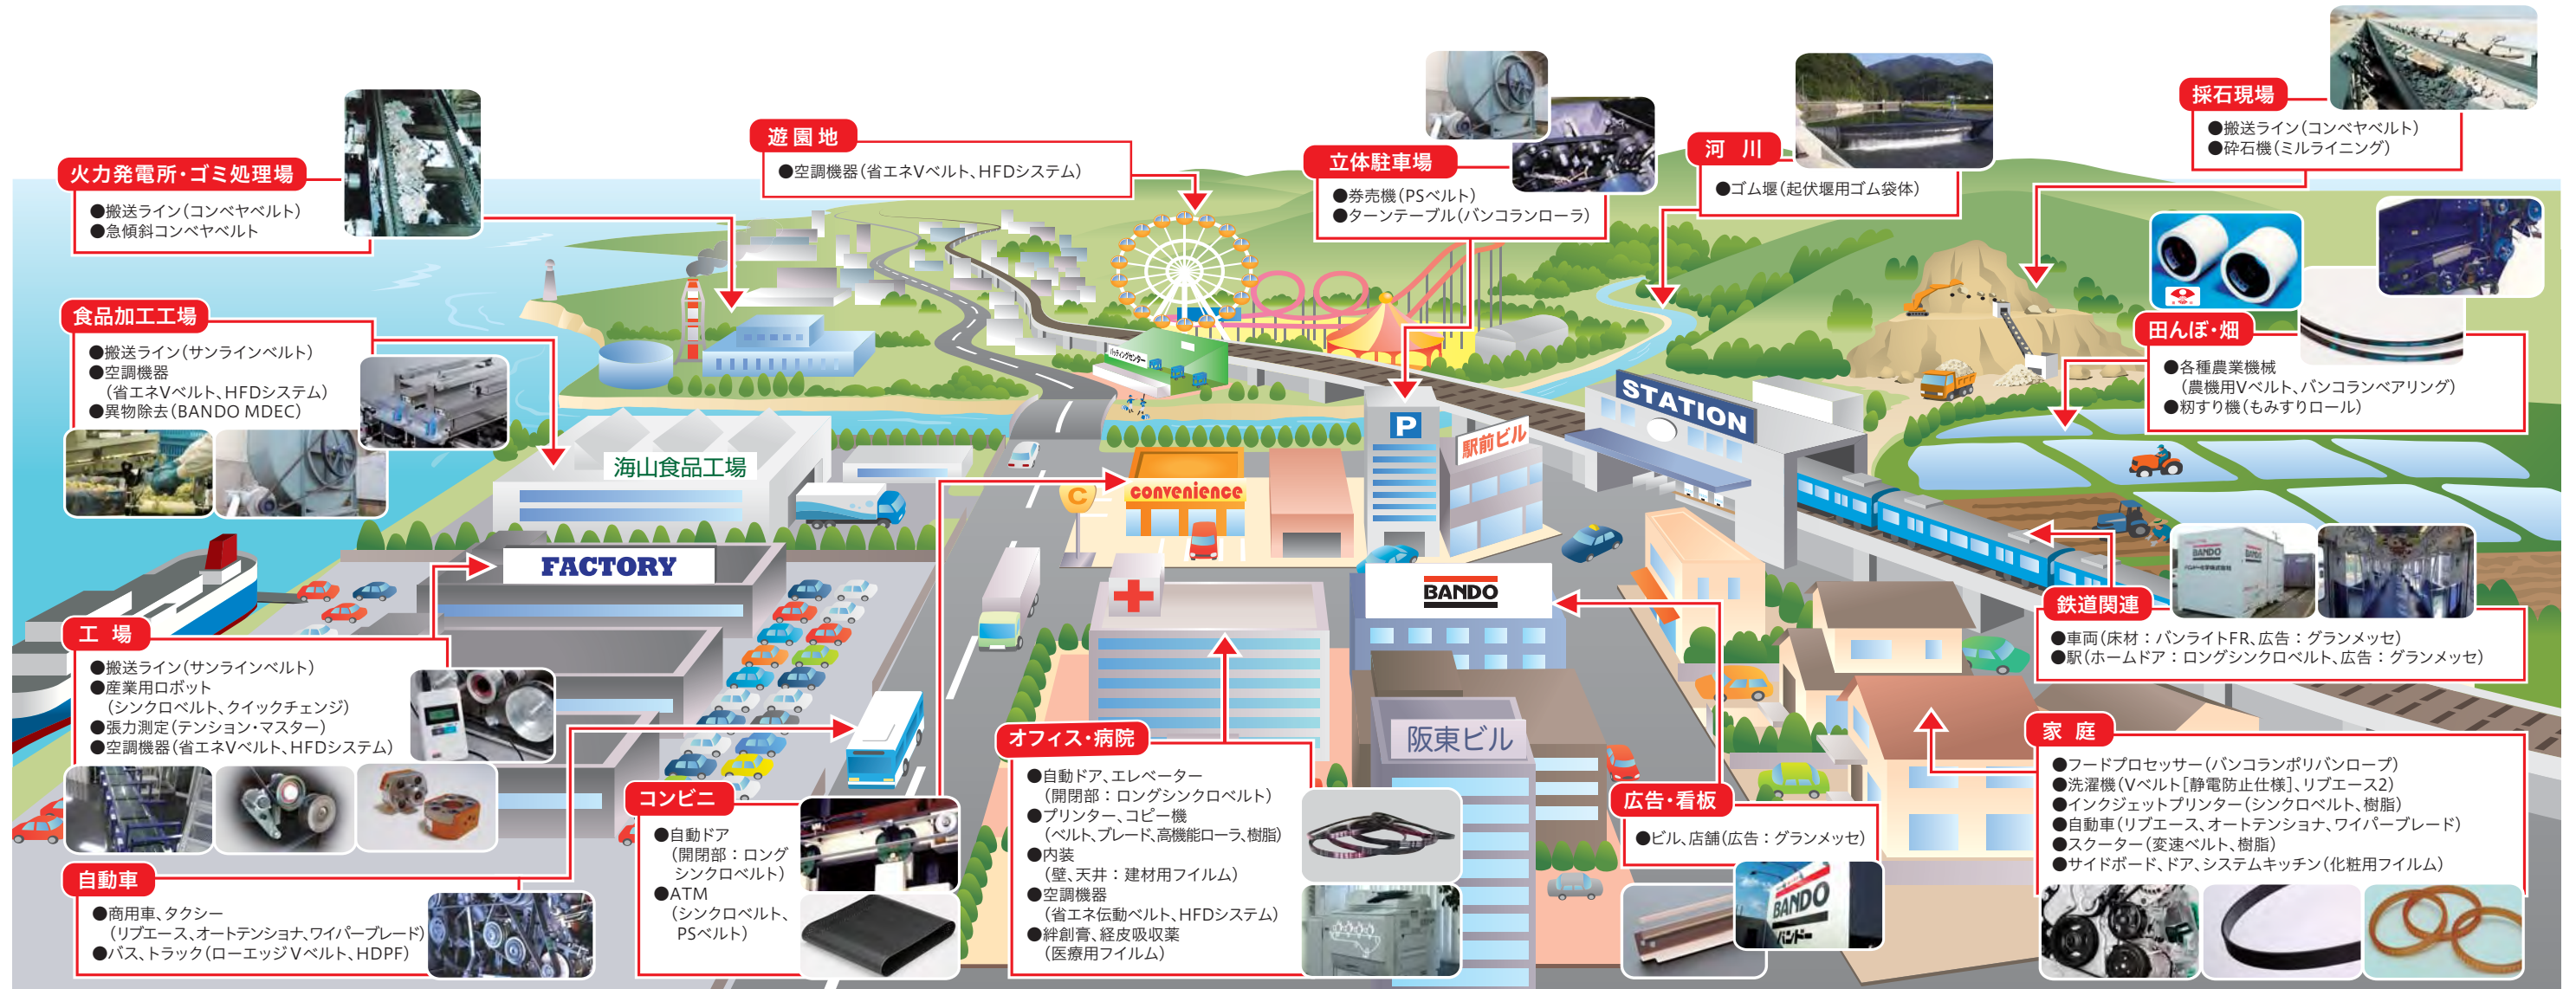 火力発電所・ゴミ処理場
●搬送ライン(コンベヤベルト)
●急傾斜コンベヤベルト
遊園地
●空調機器(省エネVベルト、HFDシステム)
立体駐車場
●券売機(PSベルト)
●ターンテーブル(バンコランローラ)
河川
●ゴム堰(起伏堰用ゴム袋体)
採石現場
●搬送ライン(コンベヤベルト)
●砕石機(ミルライニング)
食品加工工場
●搬送ライン(サンラインベルト)
●空調機器
(省エネVベルト、HFDシステム)
●異物除去(BANDO MDEC)
田んぼ・畑
●各種農業機械
(農機用Vベルト、バンコランベアリング)
●籾すり機(もみすりロール)
バッティングセンター
P
駅前ビル
STATION
海山食品工場
C
convenience
FACTORY
BANDO
阪東ビル
工場
●搬送ライン(サンラインベルト)
●産業用ロボット
(シンクロベルト、クイックチェンジ)
●張力測定(テンション・マスター)
●空調機器(省エネVベルト、HFDシステム)
鉄道関連
BANDO
BANDO
バンドー化学株式会社
●車両(床材：バンライトFR、広告：グランメッセ)
●駅(ホームドア：ロングシンクロベルト、広告：グランメッセ)
自動車
●商用車、タクシー
(リブエース、オートテンショナ、ワイパーブレード)
●バス、トラック(ローエッジVベルト、HDPF)
コンビニ
●自動ドア
(開閉部：ロング
シンクロベルト)
●ATM
(シンクロベルト、
PSベルト)
オフィス・病院
●自動ドア、エレベーター
(開閉部：ロングシンクロベルト)
●プリンター、コピー機
(ベルト、ブレード、高機能ローラ、樹脂)
●内装
(壁、天井：建材用フイルム)
●空調機器
(省エネ伝動ベルト、HFDシステム)
●絆創膏、経皮吸収薬
(医療用フイルム)
広告・看板
●ビル、店舗(広告：グランメッセ)
BANDO
バンドー
家庭
●フードプロセッサー(バンコランポリバンロープ)
●洗濯機(Vベルト[静電防止仕様]、リブエース2)
●インクジェットプリンター(シンクロベルト、樹脂)
●自動車(リブエース、オートテンショナ、ワイパーブレード)
●スクーター(変速ベルト、樹脂)
●サイドボード、ドア、システムキッチン(化粧用フイルム)